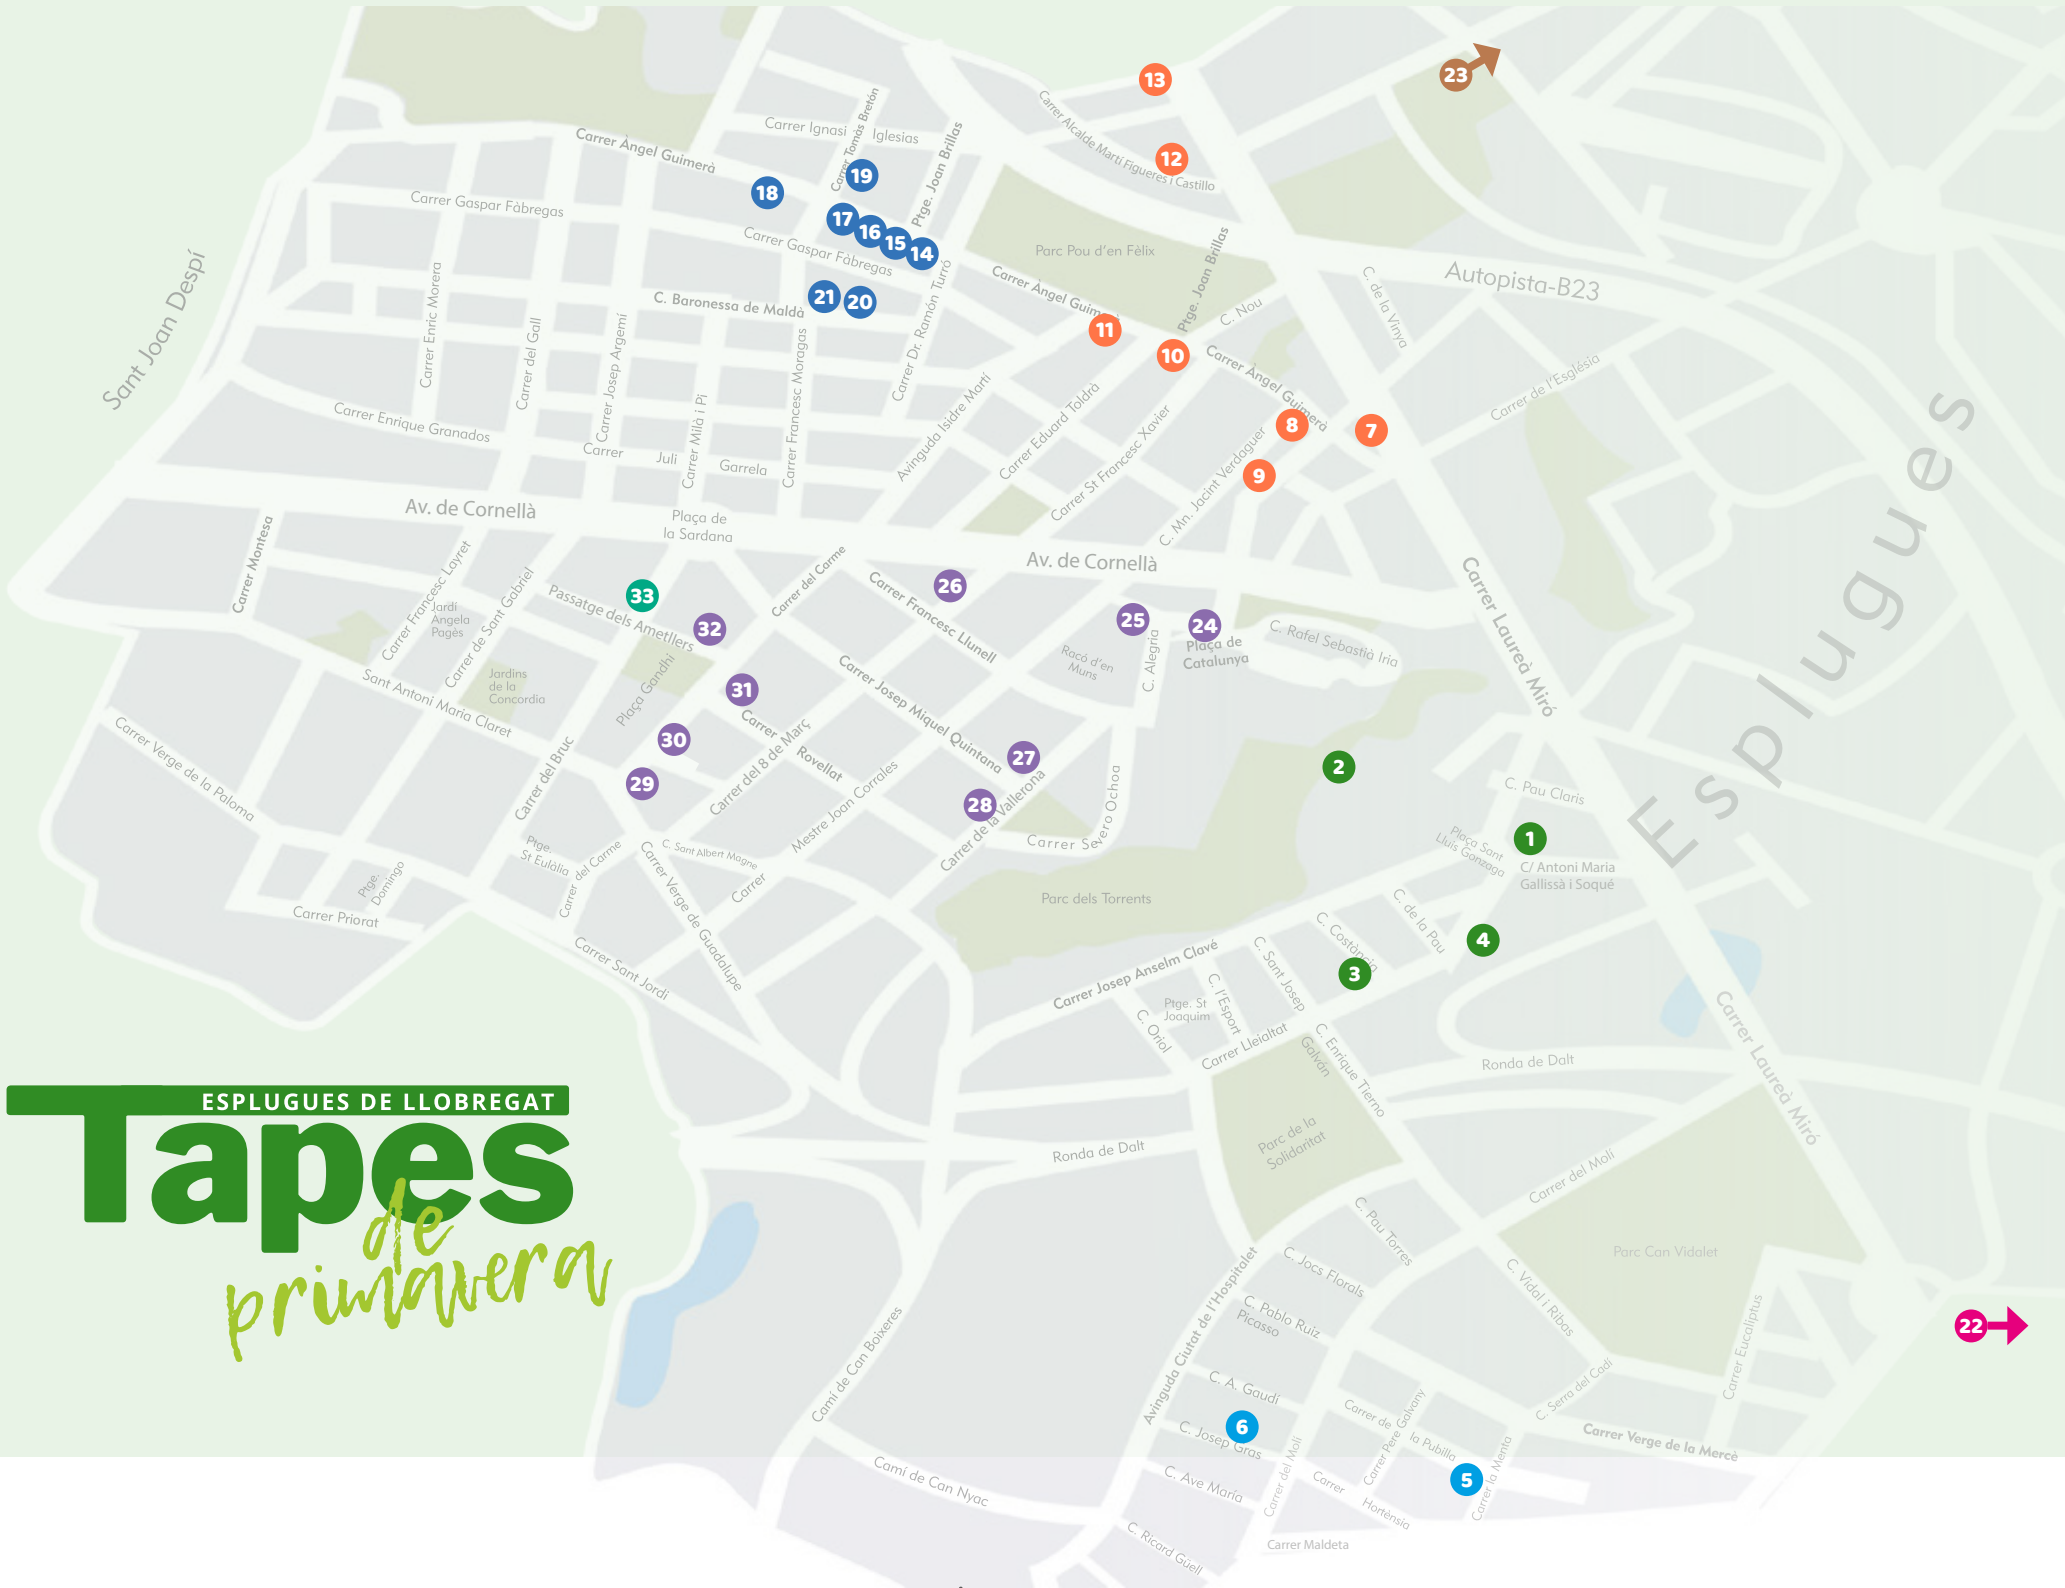 13
23
Carrer Ignasi Iglesias
Carrer Tomàs Bretón
Ptge. Joan Brillas
Carrer Alcalde Martí Figueres i Castillo
12
Carrer Àngel Guimerà
19
18
Carrer Gaspar Fàbregas
17
16
15
14
Carrer Gaspar Fàbregas
Parc Pou d'en Fèlix
Ptge. Joan Brillas
Autopista-B23
Sant Joan Despí
Carrer Enric Morera
C. Baronessa de Maldà
21
20
Carrer Dr. Ramón Turró
Carrer Àngel Guime
C. Nou
C. de la Vinya
11
10
Carrer del Gall
Carrer Josep Argemí
Carrer Milà i Pi
Carrer Francesc Moragas
Carrer Àngel Guimerà
Carrer de l'Església
Avinguda Isidre Martí
Carrer Eduard Toldrà
Carrer St Francesc Xavier
C. Mn. Jacint Verdaguer
8
7
9
Carrer Enrique Granados
Carrer Juli Garrela
Esplugues
Av. de Cornellà
Plaça de
la Sardana
Av. de Cornellà
Carrer Montesa
Carrer Francesc Layret
Carrer de Sant Gabriel
Jardí
Àngela
Pagès
Passatge dels Ametllers
33
32
Carrer del Carme
Carrer Francesc Llunell
26
25
24
Plaça de
Catalunya
C. Rafel Sebastià Iria
Carrer Laureà Miró
Racó d'en
Muns
C. Alegria
Sant Antoni Maria Claret
Jardins
de la
Concordia
Plaça Gandhi
31
Carrer Josep Miquel Quintana
30
Carrer Rovellat
29
Carrer del 8 de Març
27
28
2
Carrer Verge de la Paloma
Carrer del Bruc
Mestre Joan Corrales
Carrer de la Vallerona
Carrer Severo Ochoa
C. Pau Claris
1
Plaça Sant
Lluís Gonzaga
C/ Antoni Maria
Gallissà i Soqué
Ptge.
St Eulàlia
Carrer del Carme
C. Sant Albert Magne
Carrer
Carrer Verge de Guadalupe
Ptge.
Domingo
Carrer Priorat
Parc dels Torrents
Carrer Sant Jordi
Carrer Josep Anselm Clavé
C. de la Pau
C. Costància
4
3
C. Sant Josep
C. l'Esport
Ptge. St
Joaquim
C. Oriol
Carrer Lleialtat
C. Enrique Tierno
Galván
Ronda de Dalt
Carrer Laureà Miró
ESPLUGUES DE LLOBREGAT
Tapes
de
primavera
Ronda de Dalt
Parc de la
Solidaritat
Carrer del Molí
C. Pau Torres
Parc Can Vidalet
C. Jocs Florals
C. Vidal i Ribas
C. Pablo Ruiz
Picasso
Avinguda Ciutat de l'Hospitalet
Camí de Can Boixeres
22
Carrer Eucaliptus
C. A. Gaudí
C. Serra del Cadí
6
C. Josep Gras
Carrer de la Pubilla
Carrer Pere Galvany
Carrer Verge de la Mercè
5
Carrer la Menta
C. Ave María
Carrer del Molí
Carrer Hortènsia
Camí de Can Nyac
C. Ricard Güell
Carrer Maldeta